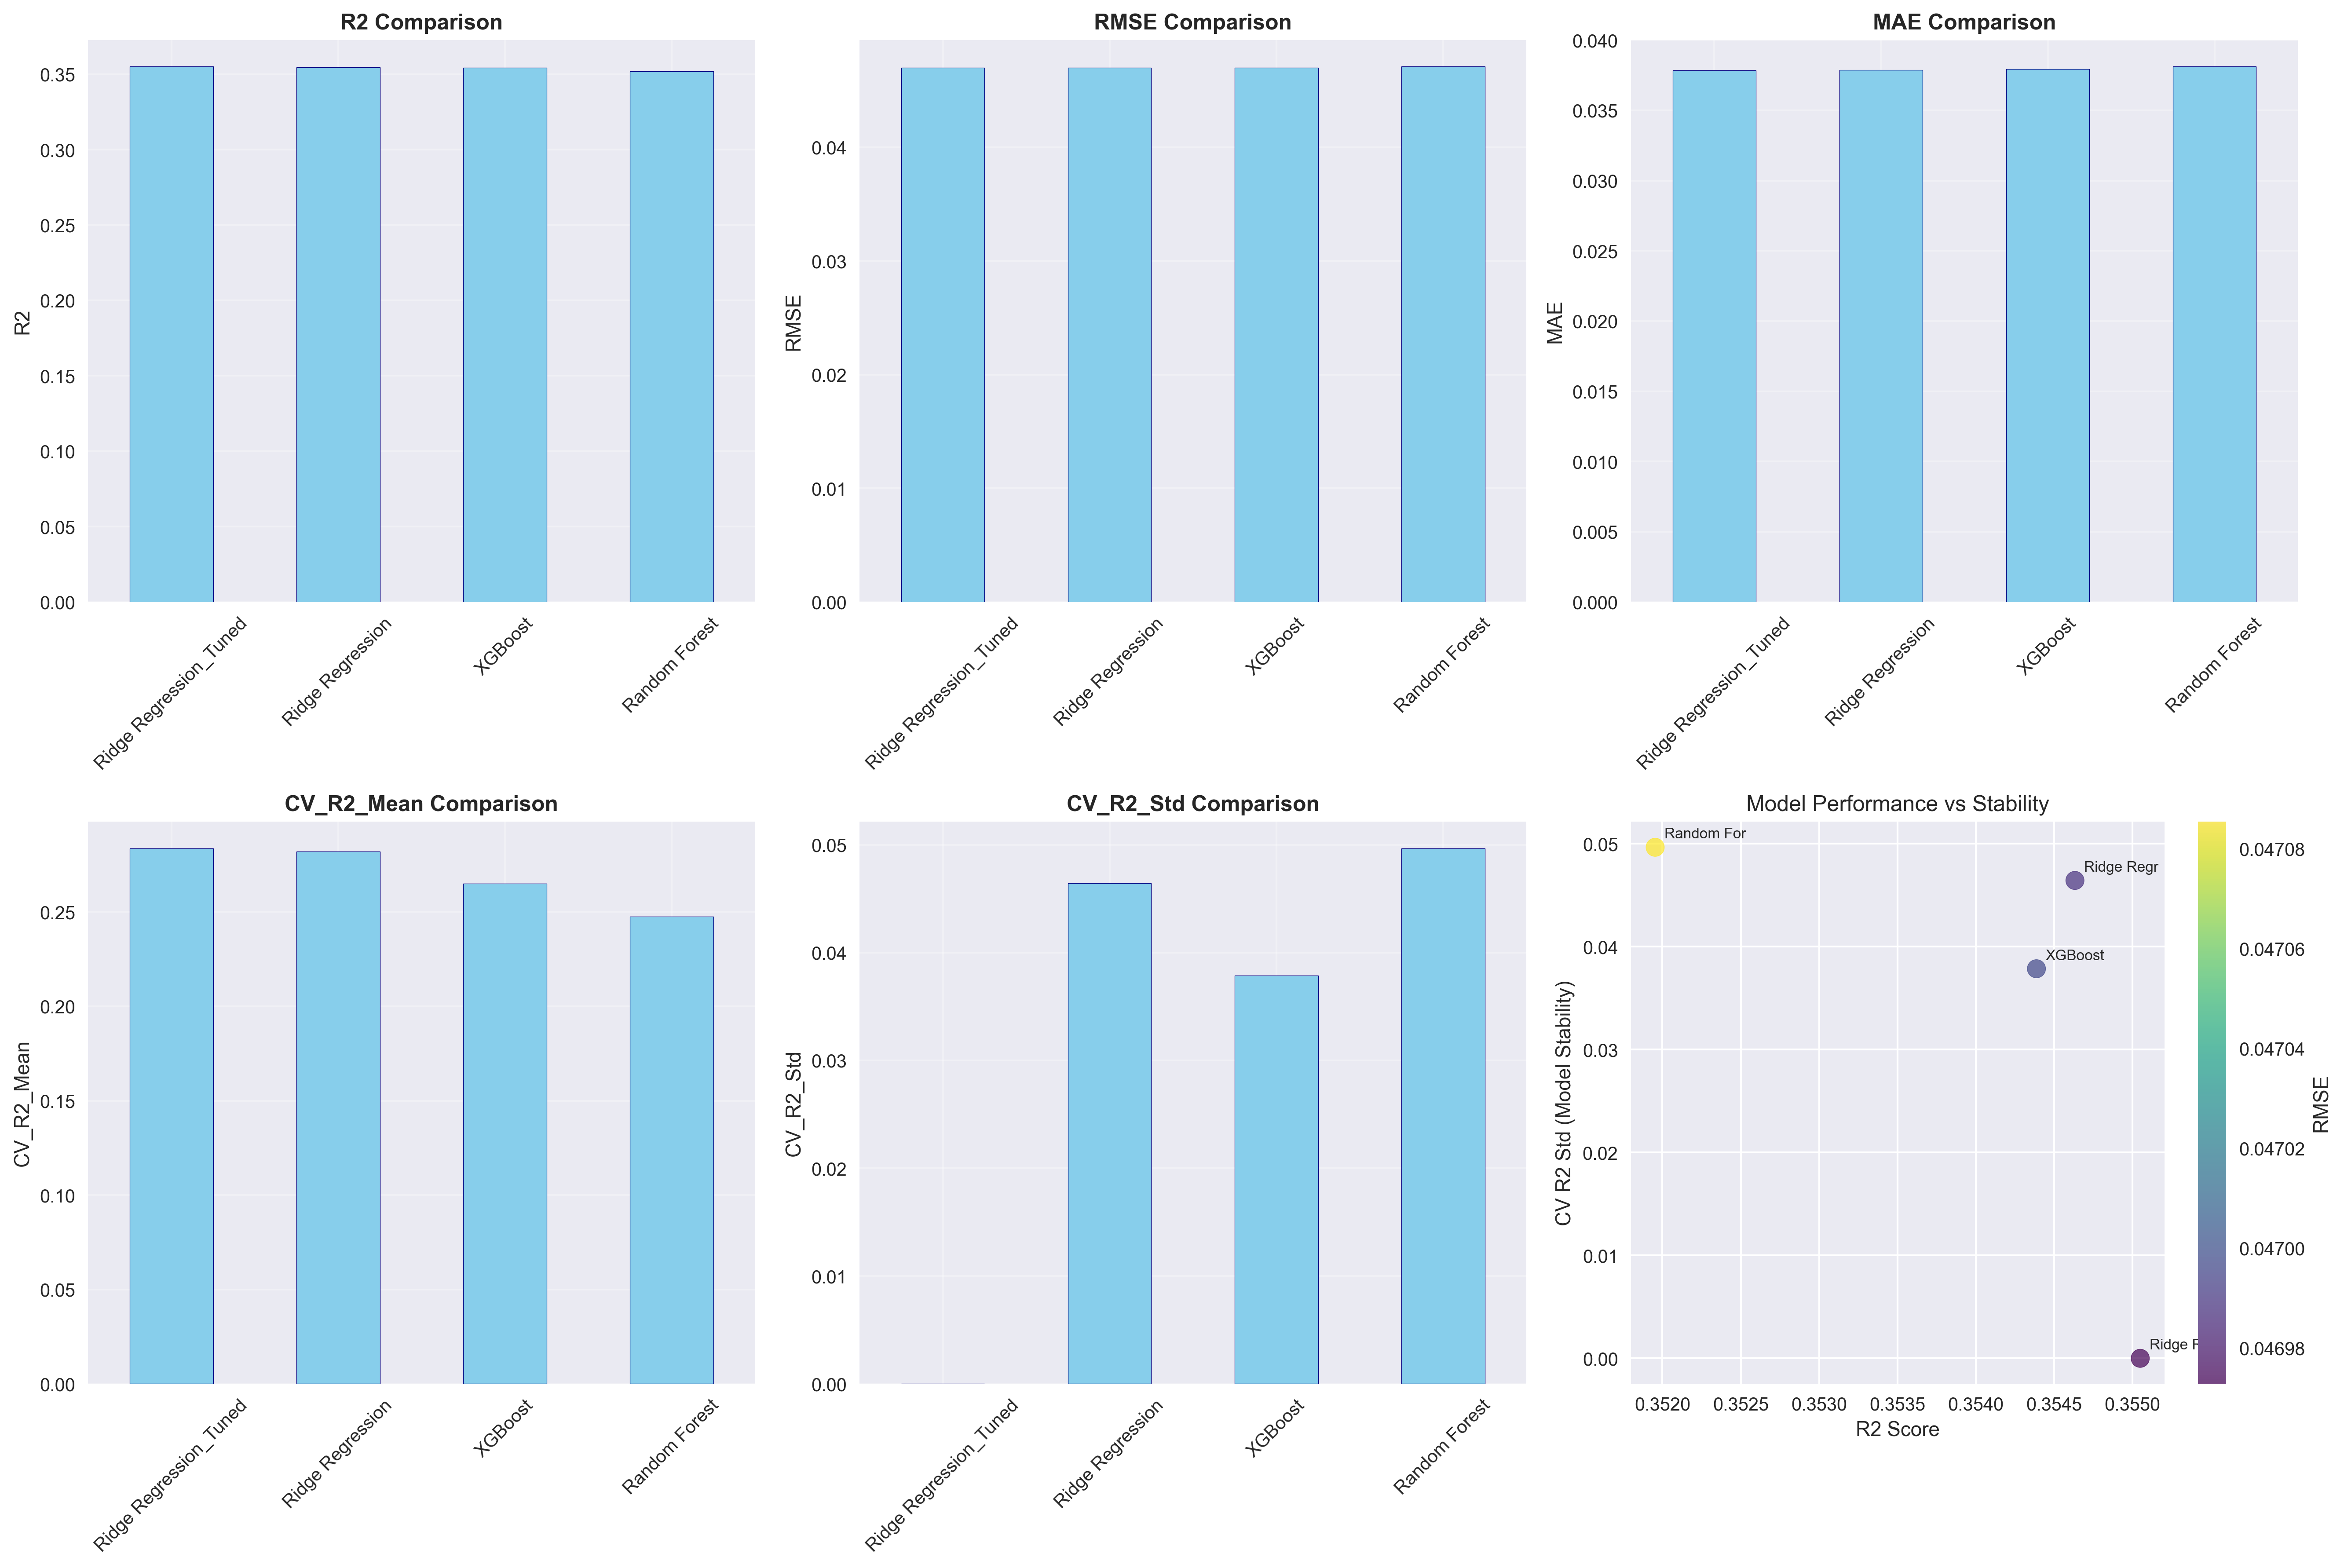 R2 Comparison
R2
0.35
0.30
0.25
0.20
0.15
0.10
0.05
0.00
Ridge Regression_Tuned
Ridge Regression
XGBoost
Random Forest
RMSE Comparison
RMSE
0.04
0.03
0.02
0.01
0.00
Ridge Regression_Tuned
Ridge Regression
XGBoost
Random Forest
MAE Comparison
MAE
0.040
0.035
0.030
0.025
0.020
0.015
0.010
0.005
0.000
Ridge Regression_Tuned
Ridge Regression
XGBoost
Random Forest
CV_R2_Mean Comparison
CV_R2_Mean
0.25
0.20
0.15
0.10
0.05
0.00
Ridge Regression_Tuned
Ridge Regression
XGBoost
Random Forest
CV_R2_Std Comparison
CV_R2_Std
0.05
0.04
0.03
0.02
0.01
0.00
Ridge Regression_Tuned
Ridge Regression
XGBoost
Random Forest
Model Performance vs Stability
CV R2 Std (Model Stability)
0.05
0.04
0.03
0.02
0.01
0.00
Random For
Ridge Regr
XGBoost
Ridge
0.3520
0.3525
0.3530
0.3535
0.3540
0.3545
0.3550
R2 Score
0.04708
0.04706
0.04704
0.04702
0.04700
0.04698
RMSE